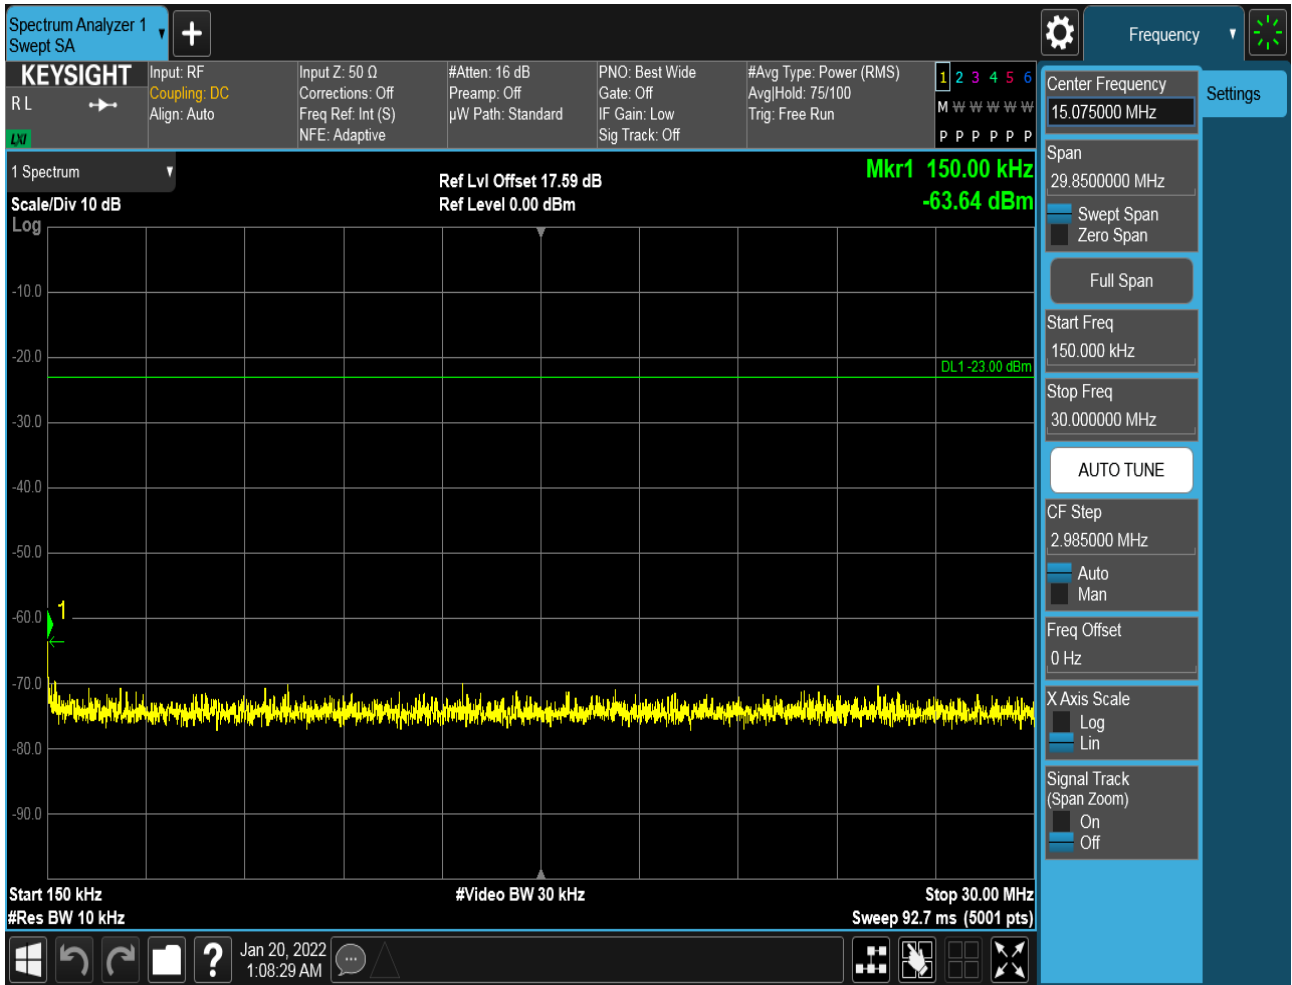 Spectrum Analyzer 1
Swept SA
Frequency
KEYSIGHT
R L
LXI
Input: RF
Coupling: DC
Align: Auto
Input Z: 50 Ω
Corrections: Off
Freq Ref: Int (S)
NFE: Adaptive
#Atten: 16 dB
Preamp: Off
µW Path: Standard
PNO: Best Wide
Gate: Off
IF Gain: Low
Sig Track: Off
#Avg Type: Power (RMS)
Avg|Hold: 75/100
Trig: Free Run
1 2 3 4 5 6
M W W W W W
P P P P P P
1 Spectrum
Scale/Div 10 dB
Log
Ref Lvl Offset 17.59 dB
Ref Level 0.00 dBm
Mkr1 150.00 kHz
-63.64 dBm
-10.0
-20.0
DL1 -23.00 dBm
-30.0
-40.0
-50.0
-60.0
1
-70.0
-80.0
-90.0
Start 150 kHz
#Video BW 30 kHz
Stop 30.00 MHz
#Res BW 10 kHz
Sweep 92.7 ms (5001 pts)
Center Frequency
15.075000 MHz
Settings
Span
29.8500000 MHz
Swept Span
Zero Span
Full Span
Start Freq
150.000 kHz
Stop Freq
30.000000 MHz
AUTO TUNE
CF Step
2.985000 MHz
Auto
Man
Freq Offset
0 Hz
X Axis Scale
Log
Lin
Signal Track
(Span Zoom)
On
Off
?
Jan 20, 2022
1:08:29 AM